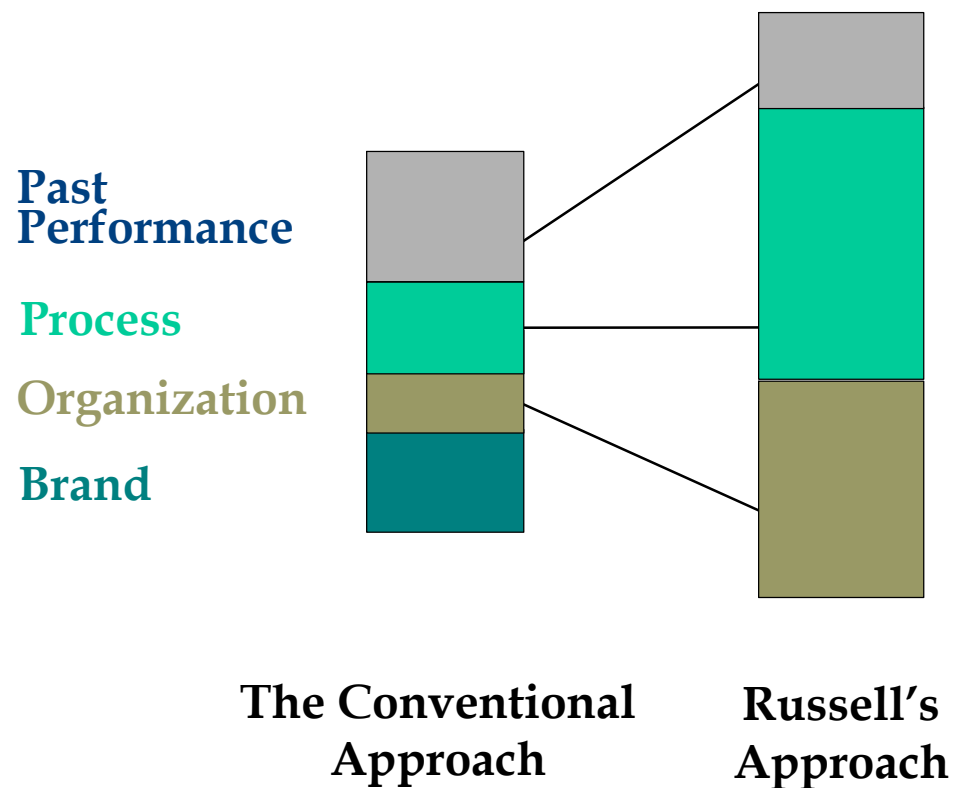 Past
Performance
Process
Organization
Brand
The Conventional
Approach
Russell’s
Approach